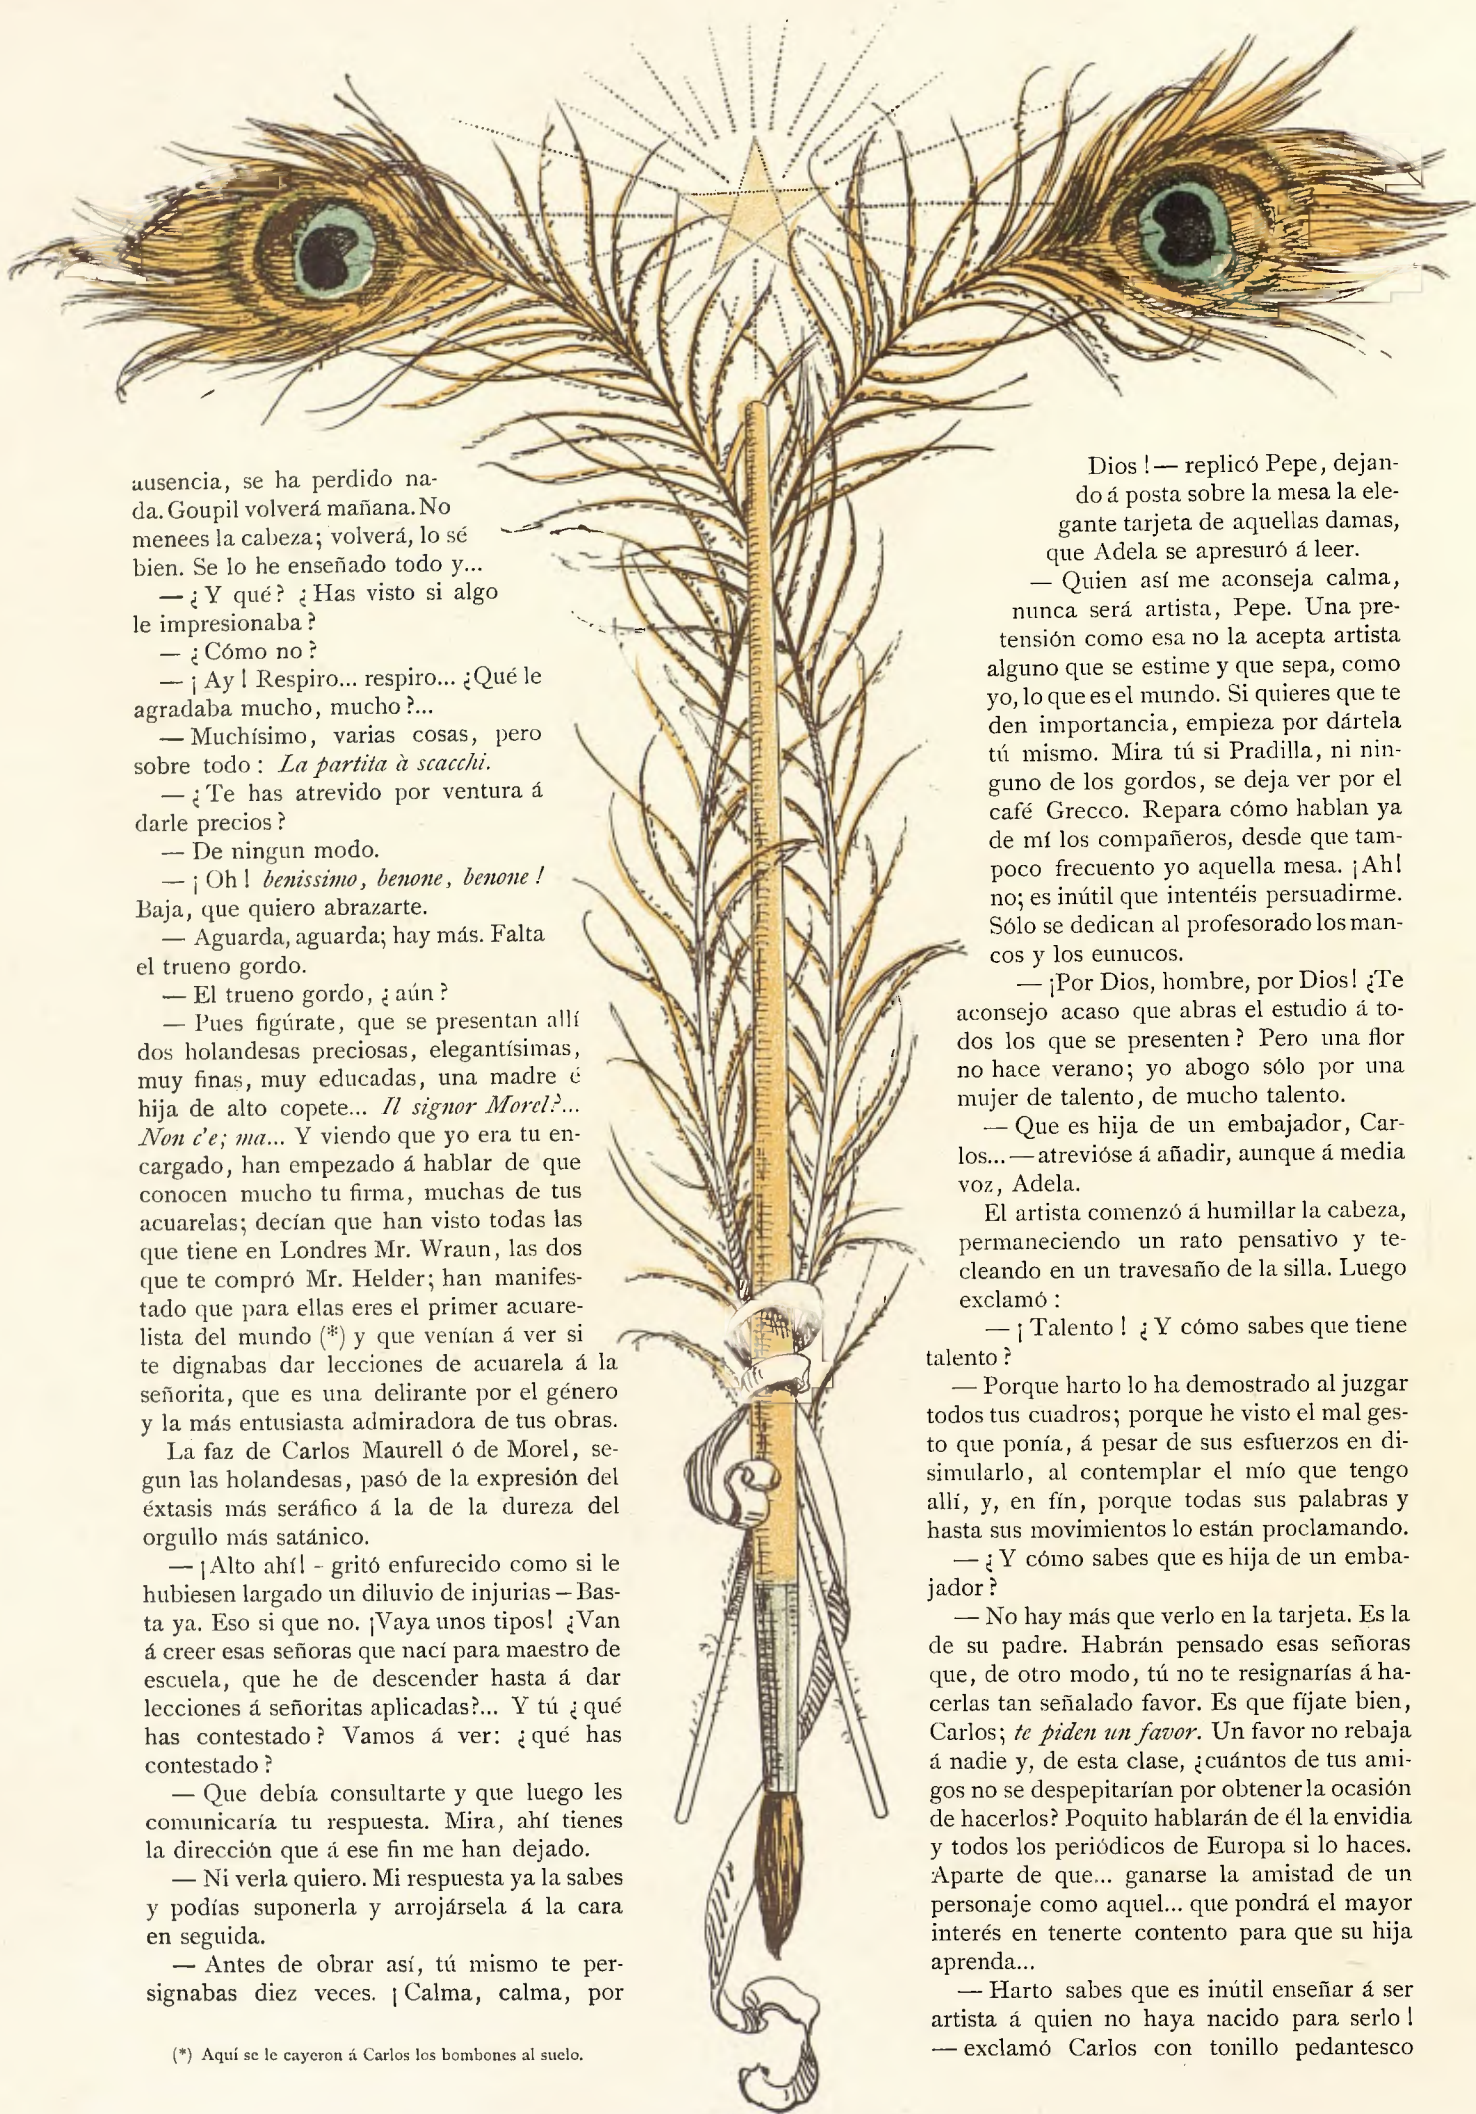 ausencia, se ha perdido na-
da. Goupil volverá mañana. No
menees la cabeza; volverá, lo sé
bien. Se lo he enseñado todo y...
— ¿Y qué? ¿Has visto si algo
le impresionaba?
— ¿Cómo no?
— ¡Ay! Respiro... respiro... ¿Qué le
agradaba mucho, mucho?...
— Muchísimo, varias cosas, pero
sobre todo: La partita à scacchi.
— ¿Te has atrevido por ventura á
darle precios?
— De ningun modo.
— ¡Oh! benissimo, benone, benone!
Baja, que quiero abrazarte.
— Aguarda, aguarda; hay más. Falta
el trueno gordo.
— El trueno gordo, ¿aún?
— Pues figúrate, que se presentan allí
dos holandesas preciosas, elegantísimas,
muy finas, muy educadas, una madre é
hija de alto copete... Il signor Morel?...
Non c'e; ma... Y viendo que yo era tu en-
cargado, han empezado á hablar de que
conocen mucho tu firma, muchas de tus
acuarelas; decían que han visto todas las
que tiene en Londres Mr. Wraun, las dos
que te compró Mr. Helder; han manifes-
tado que para ellas eres el primer acuare-
lista del mundo (*) y que venían á ver si
te dignabas dar lecciones de acuarela á la
señorita, que es una delirante por el género
y la más entusiasta admiradora de tus obras.
La faz de Carlos Maurell ó de Morel, se-
gun las holandesas, pasó de la expresión del
éxtasis más seráfico á la de la dureza del
orgullo más satánico.
— ¡Alto ahí! - gritó enfurecido como si le
hubiesen largado un diluvio de injurias – Bas-
ta ya. Eso si que no. ¡Vaya unos tipos! ¿Van
á creer esas señoras que nací para maestro de
escuela, que he de descender hasta á dar
lecciones á señoritas aplicadas?... Y tú ¿qué
has contestado? Vamos á ver: ¿qué has
contestado?
— Que debía consultarte y que luego les
comunicaría tu respuesta. Mira, ahí tienes
la dirección que á ese fin me han dejado.
— Ni verla quiero. Mi respuesta ya la sabes
y podías suponerla y arrojársela á la cara
en seguida.
— Antes de obrar así, tú mismo te per-
signabas diez veces. ¡Calma, calma, por
(*) Aquí se le cayeron á Carlos los bombones al suelo.
Dios! — replicó Pepe, dejan-
do á posta sobre la mesa la ele-
gante tarjeta de aquellas damas,
que Adela se apresuró á leer.
— Quien así me aconseja calma,
nunca será artista, Pepe. Una pre-
tensión como esa no la acepta artista
alguno que se estime y que sepa, como
yo, lo que es el mundo. Si quieres que te
den importancia, empieza por dártela
tú mismo. Mira tú si Pradilla, ni nin-
guno de los gordos, se deja ver por el
café Grecco. Repara cómo hablan ya
de mí los compañeros, desde que tam-
poco frecuento yo aquella mesa. ¡Ah!
no; es inútil que intentéis persuadirme.
Sólo se dedican al profesorado los man-
cos y los eunucos.
— ¡Por Dios, hombre, por Dios! ¿Te
aconsejo acaso que abras el estudio á to-
dos los que se presenten? Pero una flor
no hace verano; yo abogo sólo por una
mujer de talento, de mucho talento.
— Que es hija de un embajador, Car-
los... — atrevióse á añadir, aunque á media
voz, Adela.
El artista comenzó á humillar la cabeza,
permaneciendo un rato pensativo y te-
cleando en un travesaño de la silla. Luego
exclamó:
— ¡Talento! ¿Y cómo sabes que tiene
talento?
— Porque harto lo ha demostrado al juzgar
todos tus cuadros; porque he visto el mal ges-
to que ponía, á pesar de sus esfuerzos en di-
simularlo, al contemplar el mío que tengo
allí, y, en fín, porque todas sus palabras y
hasta sus movimientos lo están proclamando.
— ¿Y cómo sabes que es hija de un emba-
jador?
— No hay más que verlo en la tarjeta. Es la
de su padre. Habrán pensado esas señoras
que, de otro modo, tú no te resignarías á ha-
cerlas tan señalado favor. Es que fíjate bien,
Carlos; te piden un favor. Un favor no rebaja
á nadie y, de esta clase, ¿cuántos de tus ami-
gos no se despepitarían por obtener la ocasión
de hacerlos? Poquito hablarán de él la envidia
y todos los periódicos de Europa si lo haces.
Aparte de que... ganarse la amistad de un
personaje como aquel... que pondrá el mayor
interés en tenerte contento para que su hija
aprenda...
— Harto sabes que es inútil enseñar á ser
artista á quien no haya nacido para serlo!
— exclamó Carlos con tonillo pedantesco